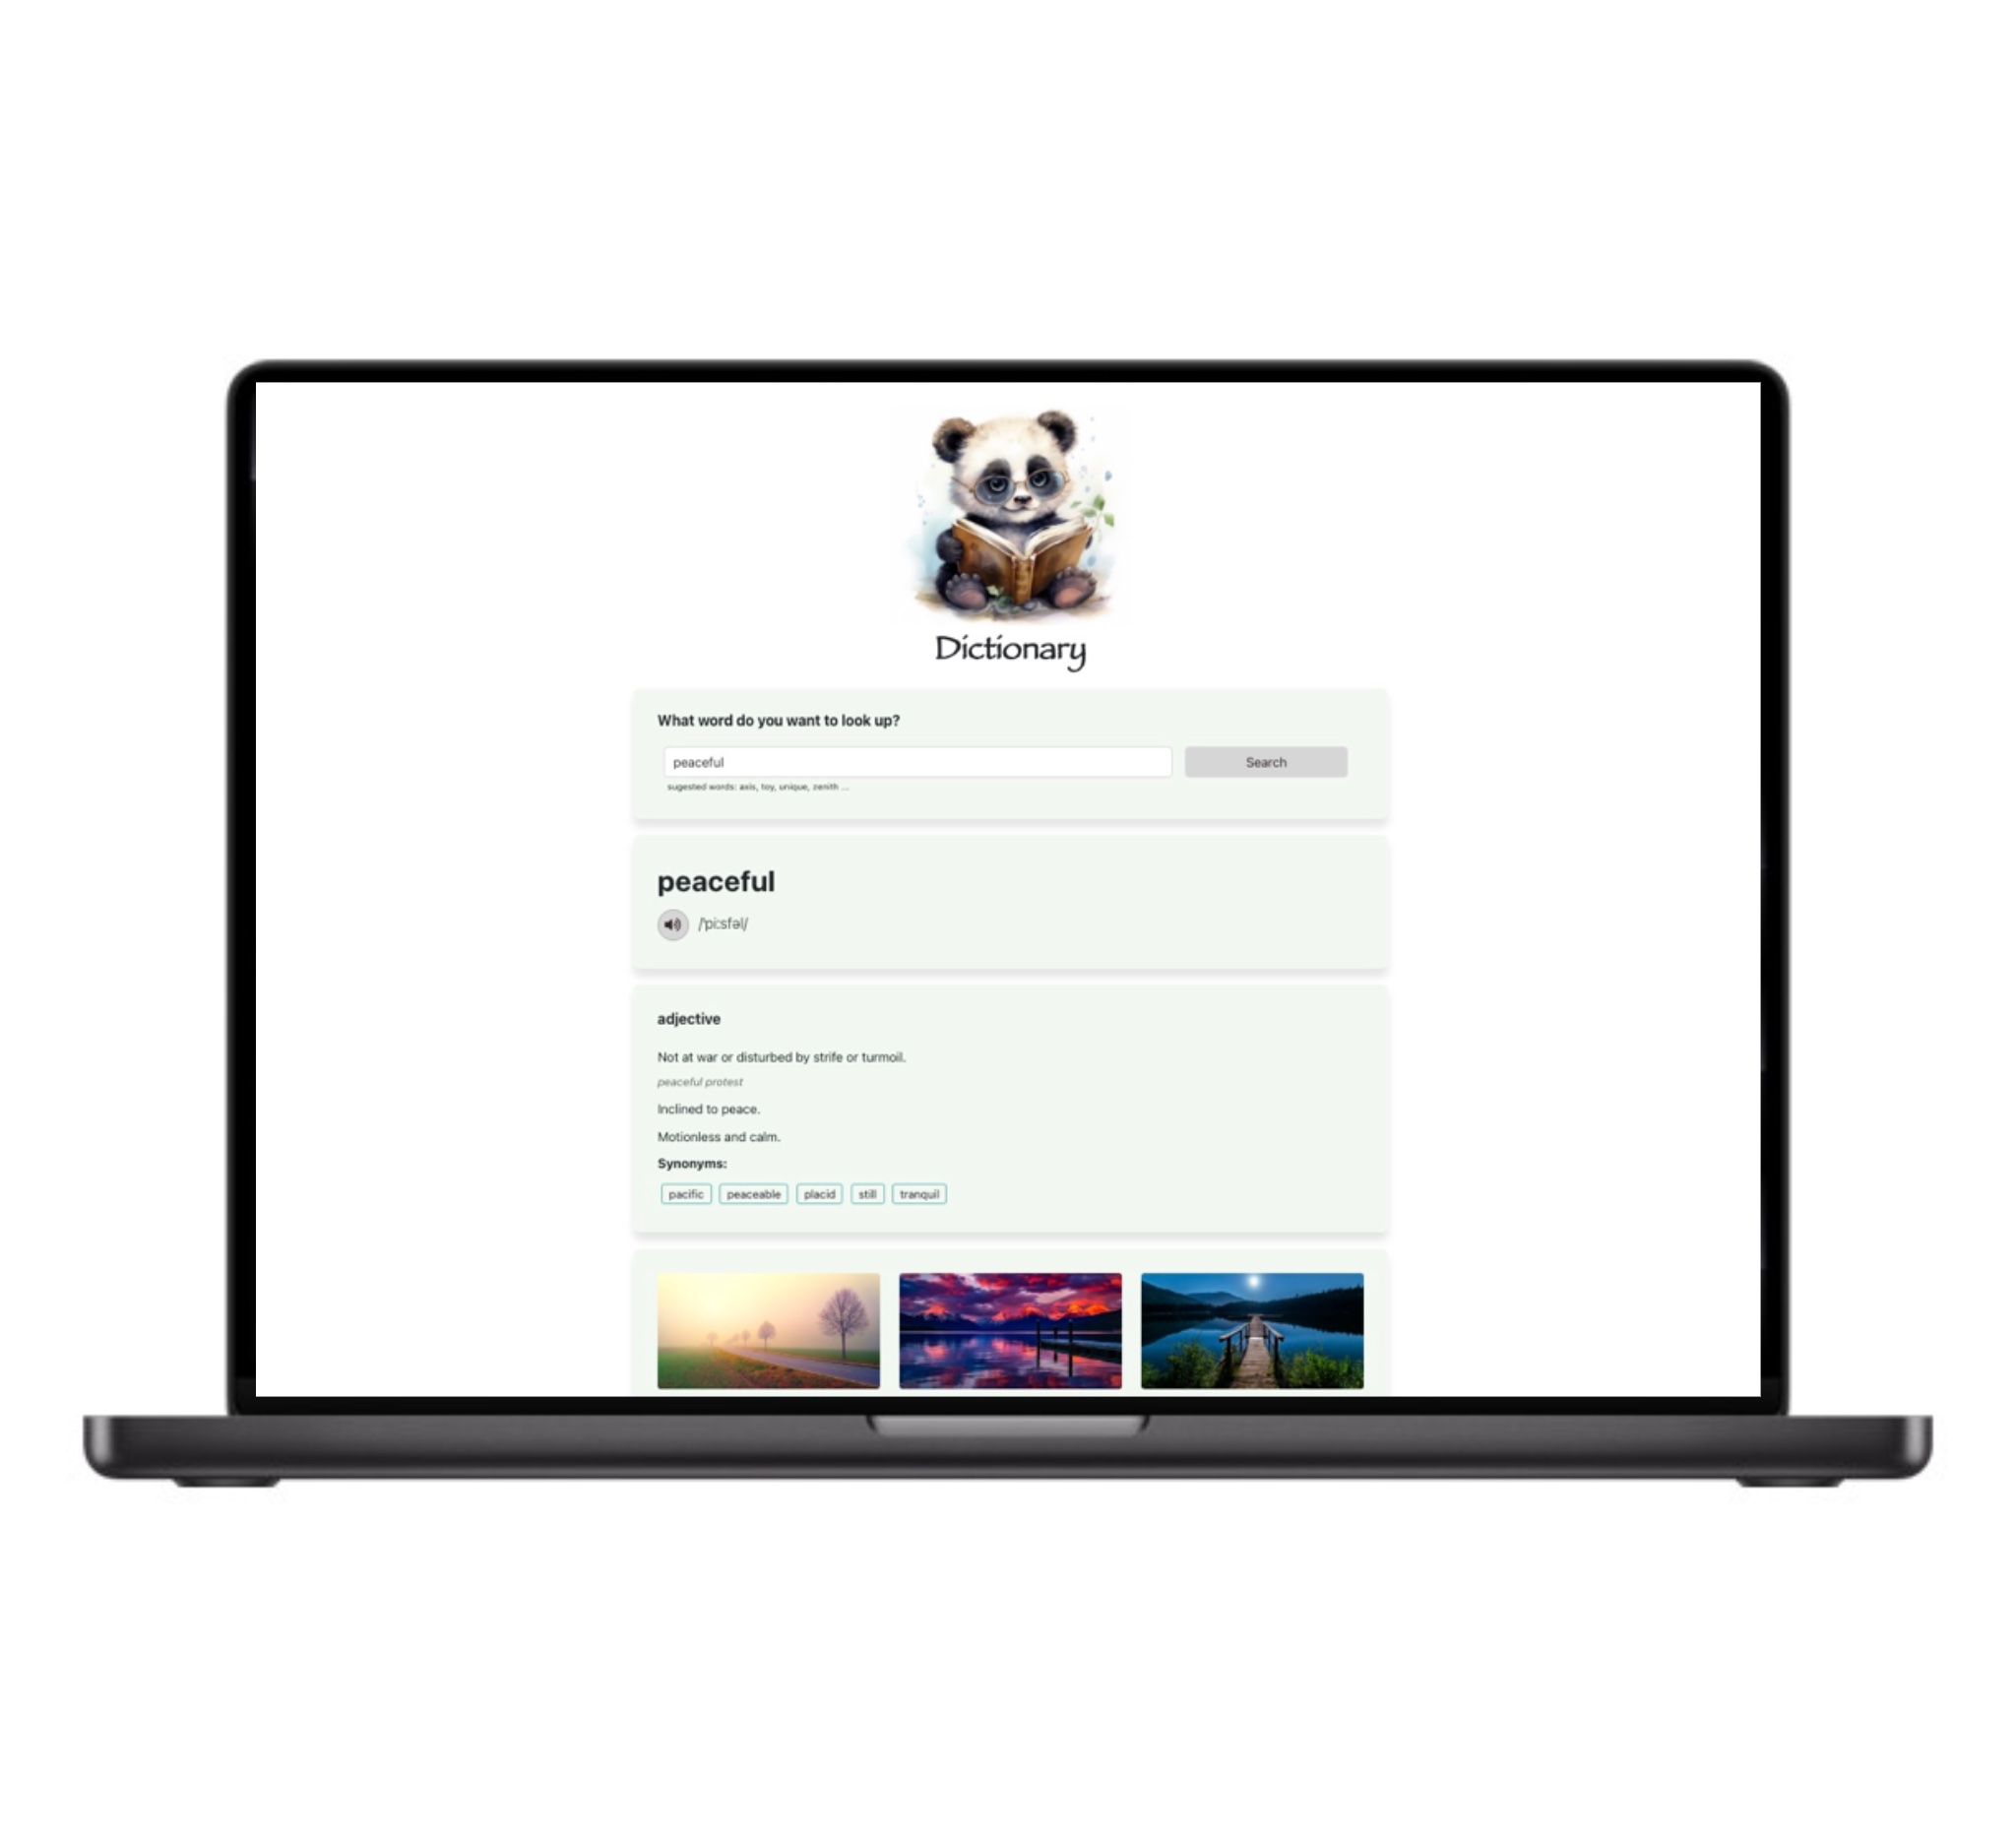 Dictionary
What word do you want to look up?
peaceful
Search
sugested words: axis, toy, unique, zenith ...
peaceful
/ˈpiːsfəl/
adjective
Not at war or disturbed by strife or turmoil.
peaceful protest
Inclined to peace.
Motionless and calm.
Synonyms:
pacific peaceable placid still tranquil